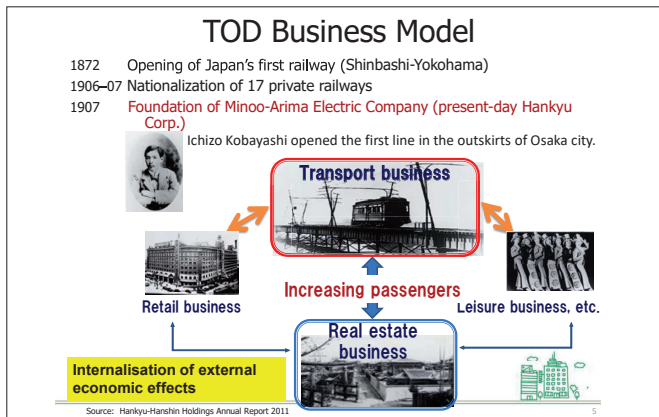 TOD Business Model
1872 Opening of Japan's first railway (Shinbashi-Yokohama)
1906–07 Nationalization of 17 private railways
1907 Foundation of Minoo-Arima Electric Company (present-day Hankyu
Corp.)
Ichizo Kobayashi opened the first line in the outskirts of Osaka city.
Transport business
Increasing passengers
Retail business
Leisure business, etc.
Real estate
business
Internalisation of external
economic effects
Source: Hankyu-Hanshin Holdings Annual Report 2011
5